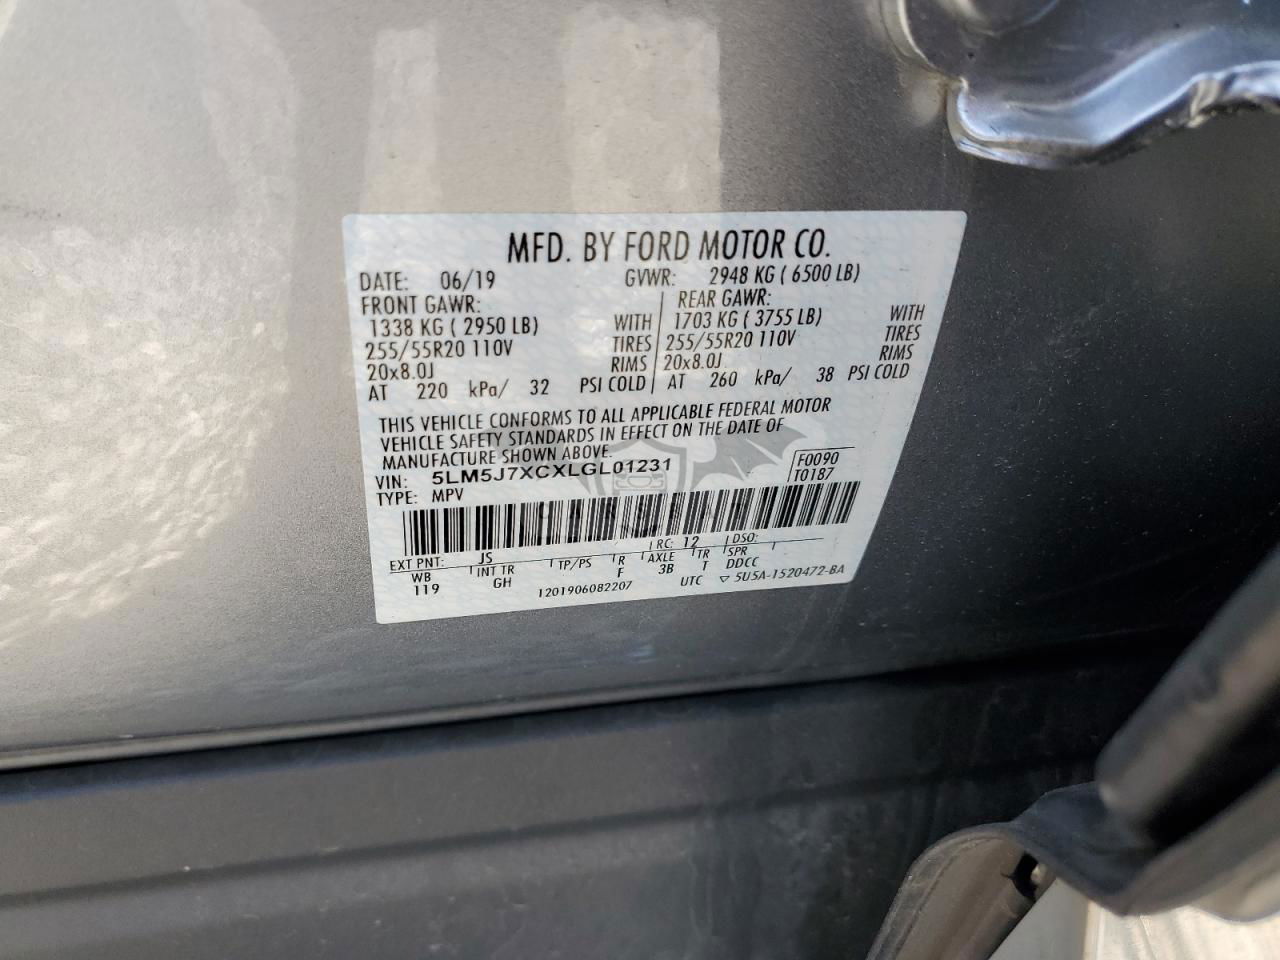 MFD. BY FORD MOTOR CO.
DATE: 06/19 GVWR: 2948 KG ( 6500 LB)
FRONT GAWR: REAR GAWR:
1338 KG ( 2950 LB) WITH 1703 KG ( 3755 LB) WITH
255/55R20 110V TIRES 255/55R20 110V TIRES
20x8.0J RIMS 20x8.0J RIMS
AT 220 kPa/ 32 PSI COLD AT 260 kPa/ 38 PSI COLD
THIS VEHICLE CONFORMS TO ALL APPLICABLE FEDERAL MOTOR
VEHICLE SAFETY STANDARDS IN EFFECT ON THE DATE OF
MANUFACTURE SHOWN ABOVE.
VIN: 5LM5J7XCXLGL01231 F0090
TYPE: MPV T0187
EXT PNT: JS RC: 12 DSO:
WB INT TR TP/PS R AXLE TR SPR
119 GH F 3B T DDCC
1201906082207 UTC ▽ 5U5A-1520472-BA